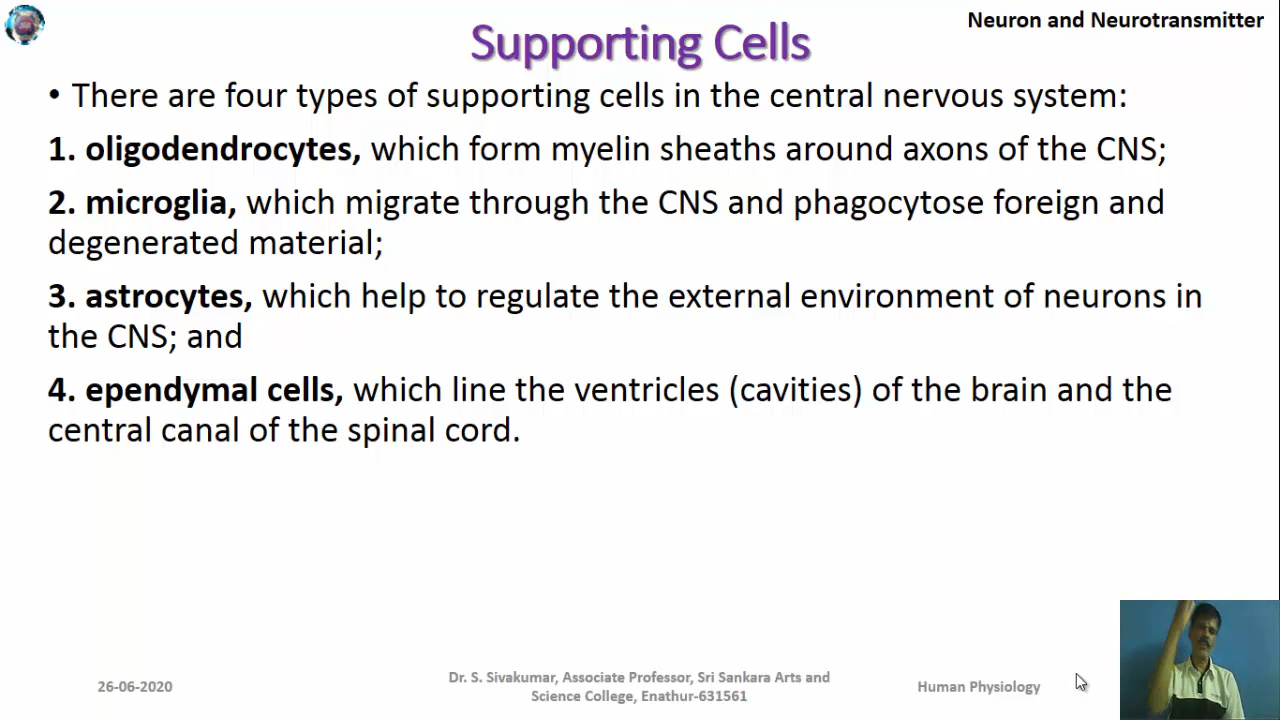 Neuron and Neurotransmitter
Supporting Cells
• There are four types of supporting cells in the central nervous system:
1. oligodendrocytes, which form myelin sheaths around axons of the CNS;
2. microglia, which migrate through the CNS and phagocytose foreign and
degenerated material;
3. astrocytes, which help to regulate the external environment of neurons in
the CNS; and
4. ependymal cells, which line the ventricles (cavities) of the brain and the
central canal of the spinal cord.
26-06-2020
Dr. S. Sivakumar, Associate Professor, Sri Sankara Arts and
Science College, Enathur-631561
Human Physiology